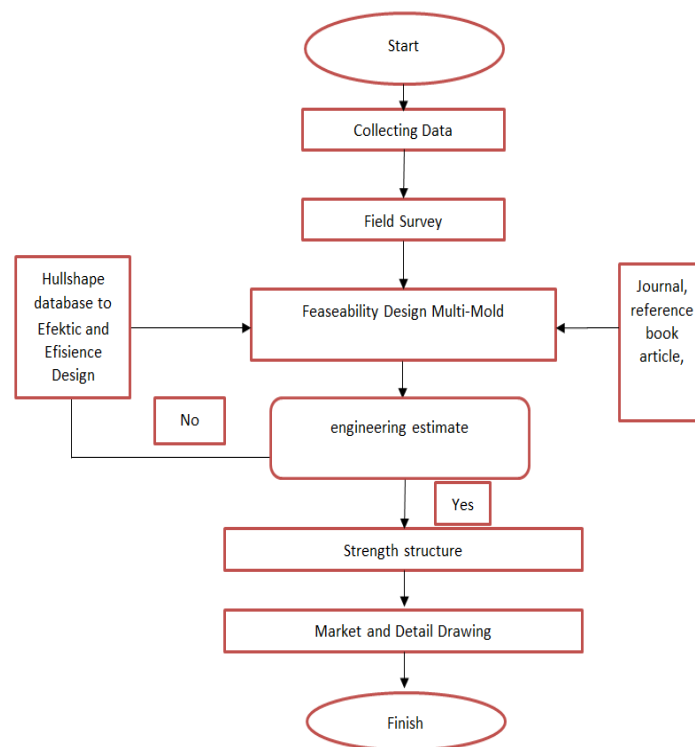 Start
Collecting Data
Field Survey
Hullshape
database to
Efektic and
Efisience
Design
Feaseability Design Multi-Mold
Journal,
reference
book
article,
No
engineering estimate
Yes
Strength structure
Market and Detail Drawing
Finish